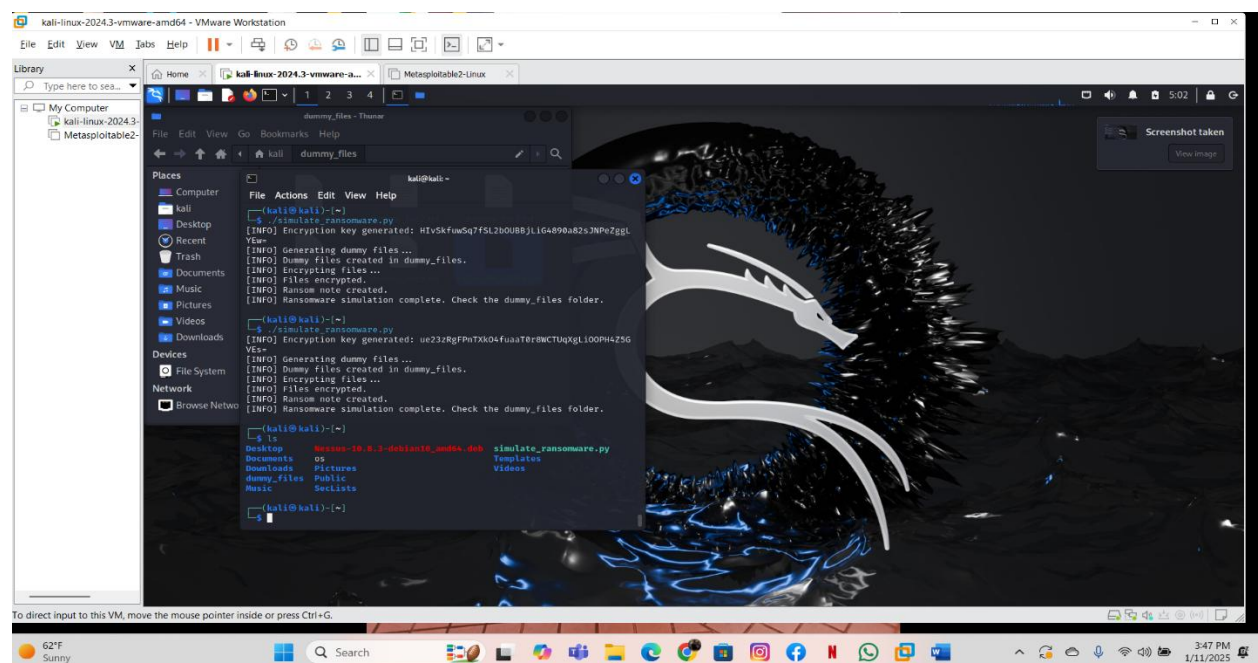 kali-linux-2024.3-vmware-amd64 - VMware Workstation
File Edit View VM Tabs Help
Library X
Type here to sea...
Home kali-linux-2024.3-vmware-a... Metasploitable2-Linux
My Computer
kali-linux-2024.3-
Metasploitable2-
1 2 3 4 5:02
dummy_files - Thunar
File Edit View Go Bookmarks Help
kali dummy_files
Screenshot taken
View image
Places
Computer
kali
Desktop
Recent
Trash
Documents
Music
Pictures
Videos
Downloads
Devices
File System
Network
Browse Netwo
kali@kali: ~
File Actions Edit View Help
(kali㉿kali)-[~]
$ ./simulate_ransomware.py
[INFO] Encryption key generated: HIvSkfuwSq7fSL2bOUBBjLiG4890a82sJNPeZggL
YEw=
[INFO] Generating dummy files...
[INFO] Dummy files created in dummy_files.
[INFO] Encrypting files...
[INFO] Files encrypted.
[INFO] Ransom note created.
[INFO] Ransomware simulation complete. Check the dummy_files folder.
(kali㉿kali)-[~]
$ ./simulate_ransomware.py
[INFO] Encryption key generated: ue23zRgFPnTXkO4fuaaT0r8WCTUqXgLiOOPH4Z5G
VEs=
[INFO] Generating dummy files...
[INFO] Dummy files created in dummy_files.
[INFO] Encrypting files...
[INFO] Files encrypted.
[INFO] Ransom note created.
[INFO] Ransomware simulation complete. Check the dummy_files folder.
(kali㉿kali)-[~]
$ ls
Desktop Nessus-10.8.3-debian10_amd64.deb simulate_ransomware.py
Documents os Templates
Downloads Pictures Videos
dummy_files Public
Music SecLists
(kali㉿kali)-[~]
$
To direct input to this VM, move the mouse pointer inside or press Ctrl+G.
62°F
Sunny
Search
3:47 PM
1/11/2025